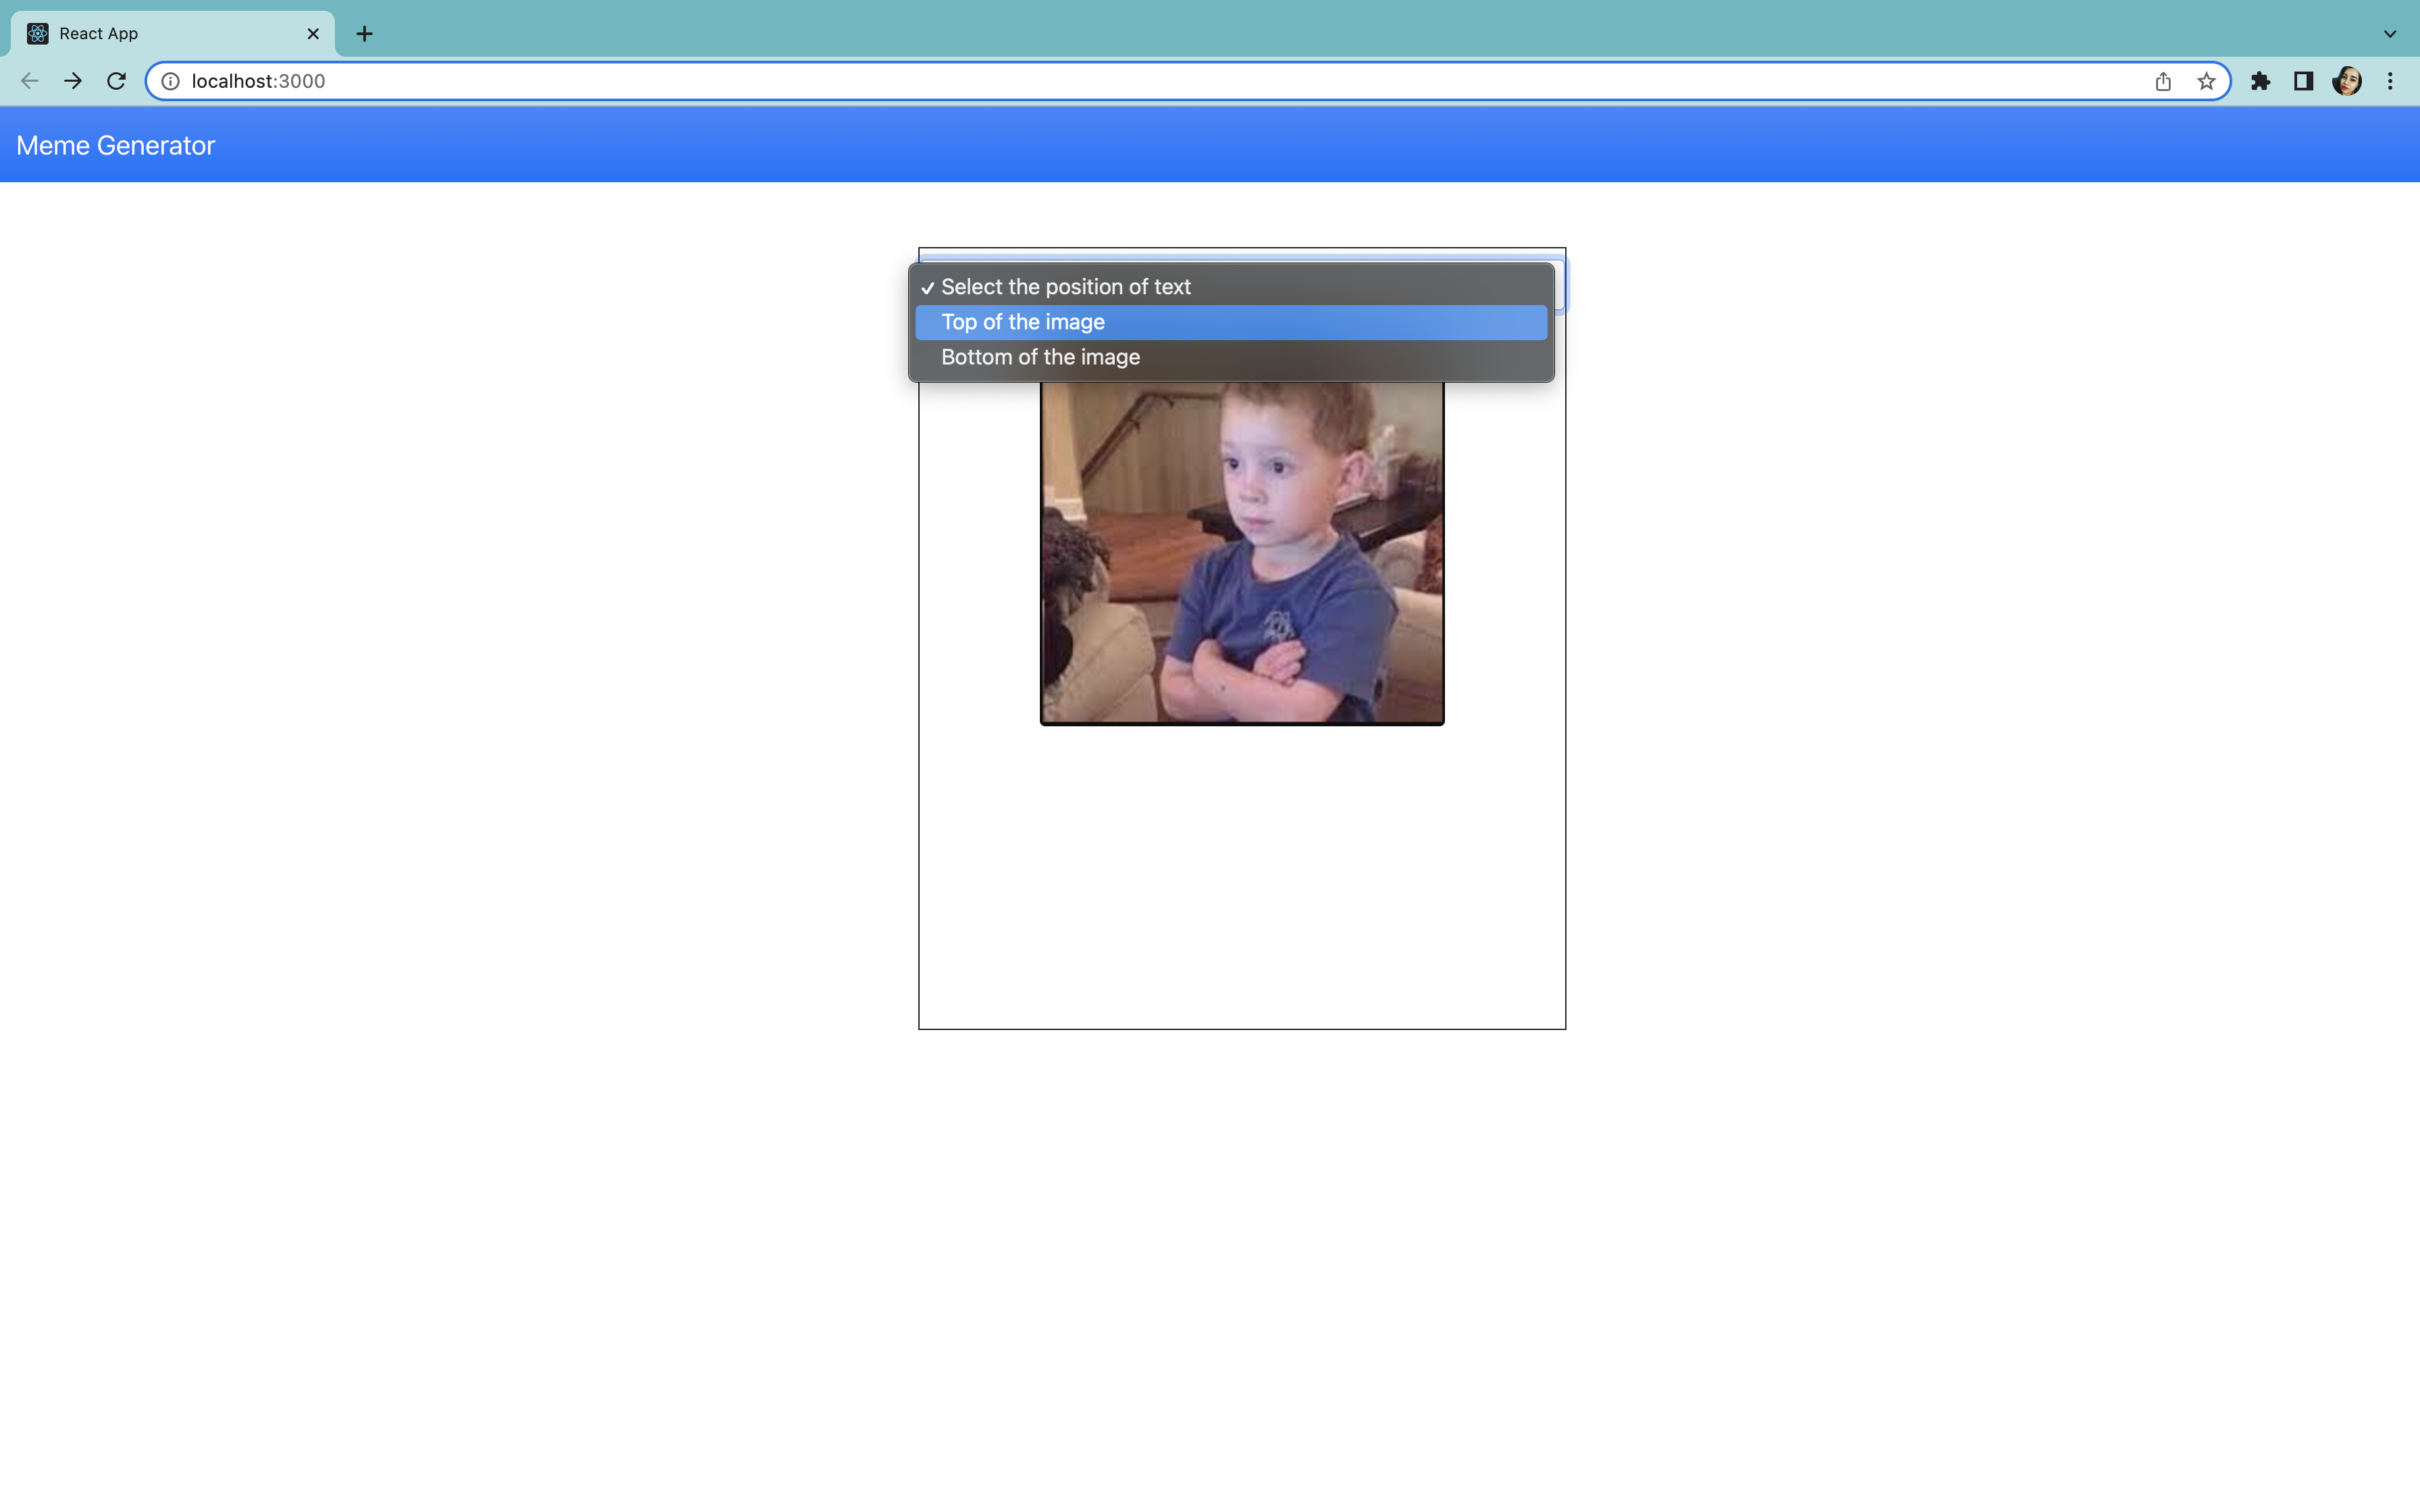 React App
localhost:3000
Meme Generator
Select the position of text
Top of the image
Bottom of the image